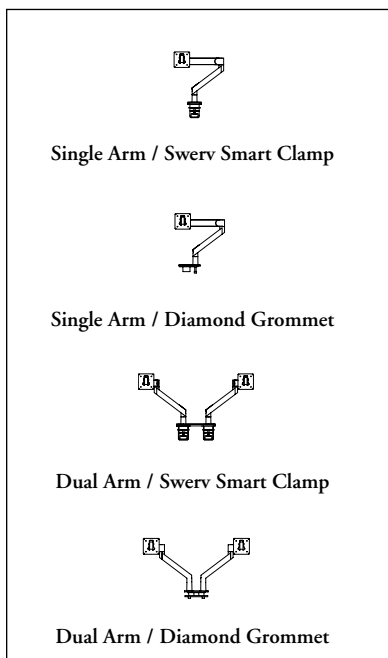 Single Arm / Swerv Smart Clamp
Single Arm / Diamond Grommet
Dual Arm / Swerv Smart Clamp
Dual Arm / Diamond Grommet